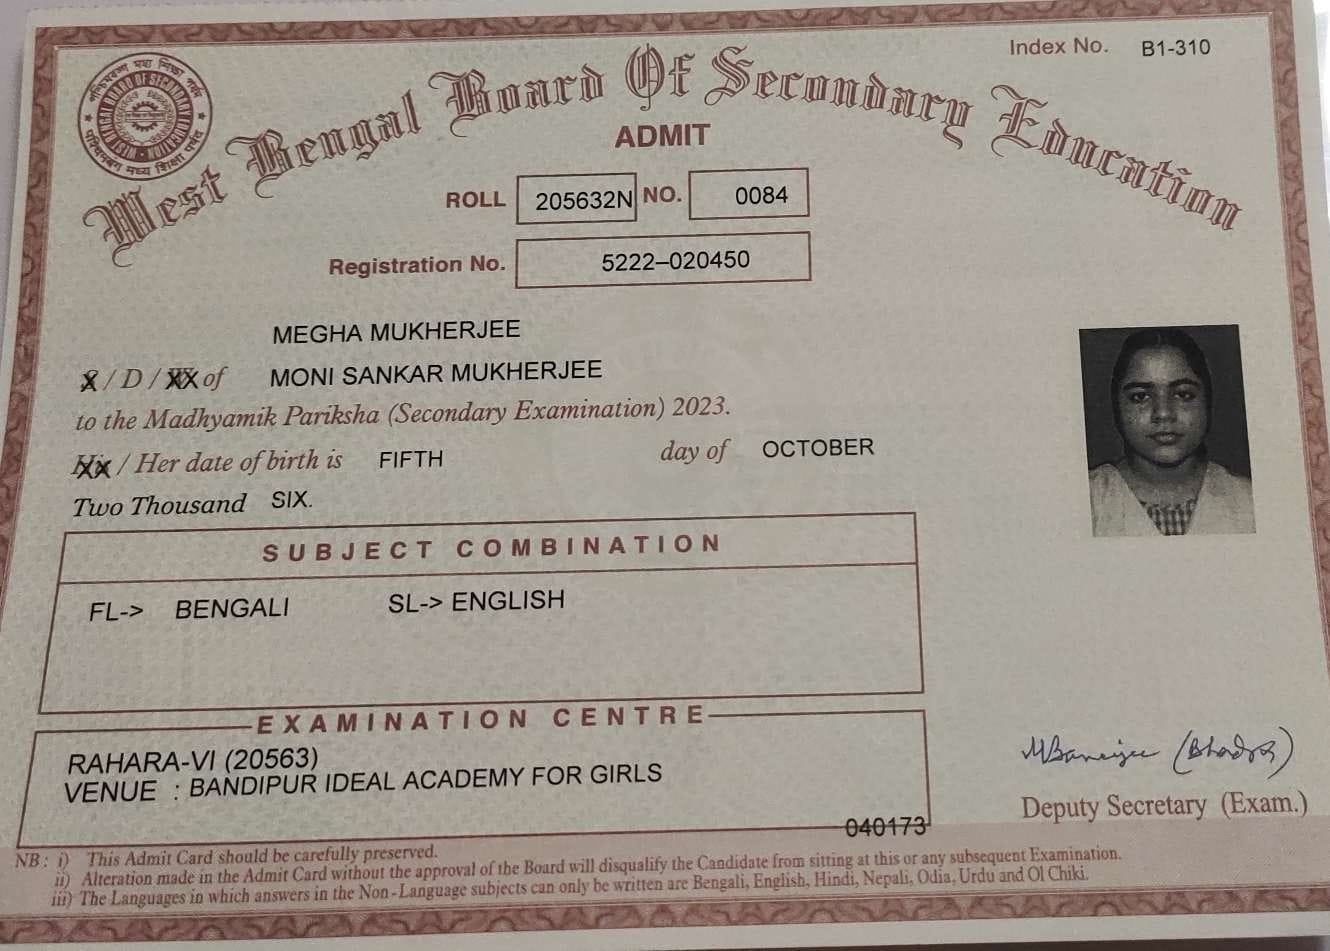 Index No. B1-310
West Bengal Board Of Secondary Education
ADMIT
ROLL 205632N NO. 0084
Registration No. 5222–020450
MEGHA MUKHERJEE
/ D / of MONI SANKAR MUKHERJEE
to the Madhyamik Pariksha (Secondary Examination) 2023.
/ Her date of birth is FIFTH day of OCTOBER
Two Thousand SIX.
SUBJECT COMBINATION
FL-> BENGALI SL-> ENGLISH
EXAMINATION CENTRE
RAHARA-VI (20563)
VENUE : BANDIPUR IDEAL ACADEMY FOR GIRLS
040173
MBanerjee (Bhadra)
Deputy Secretary (Exam.)
NB: i) This Admit Card should be carefully preserved.
ii) Alteration made in the Admit Card without the approval of the Board will disqualify the Candidate from sitting at this or any subsequent Examination.
iii) The Languages in which answers in the Non-Language subjects can only be written are Bengali, English, Hindi, Nepali, Odia, Urdu and Ol Chiki.